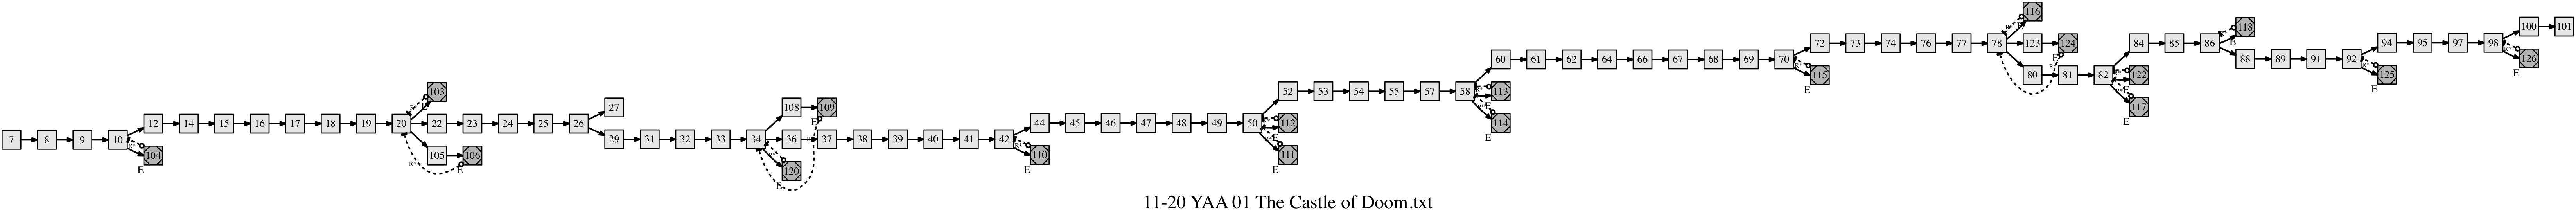 116
118
100 101
72 73 74 76 77 78 123 124 84 85 86 94 95 97 98
60 61 62 64 66 67 68 69 70 88 89 91 92 126
E
115 80 81 82 122 125
E
103 52 53 54 55 57 58 113
E
27 108 109 117
E
12 14 15 16 17 18 19 20 22 23 24 25 26 44 45 46 47 48 49 50 112 114
E
7 8 9 10 29 31 32 33 34 36 37 38 39 40 41 42
104 105 106 110 111
E E E E
120
E
11-20 YAA 01 The Castle of Doom.txt